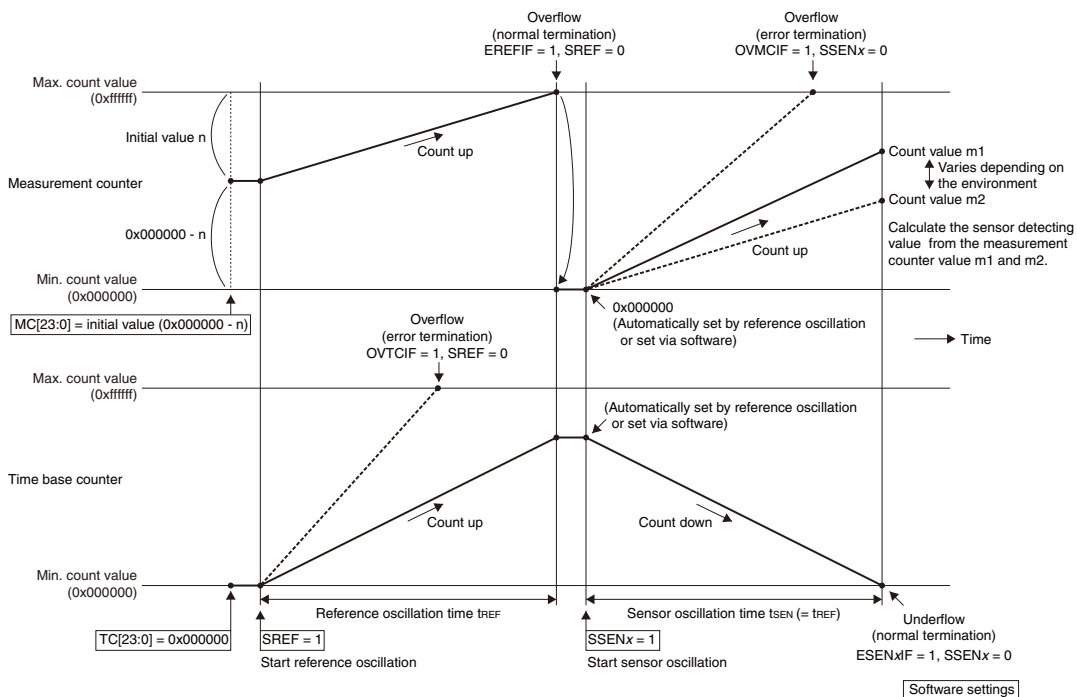 Overflow
(normal termination)
EREFIF = 1, SREF = 0
Overflow
(error termination)
OVMCIF = 1, SSENx = 0
Max. count value
(0xffffff)
Initial value n
Count up
Measurement counter
0x000000 - n
Count value m1
Varies depending on
the environment
Count value m2
Calculate the sensor detecting
value from the measurement
counter value m1 and m2.
Count up
Min. count value
(0x000000)
MC[23:0] = initial value (0x000000 - n)
0x000000
(Automatically set by reference oscillation
or set via software)
Overflow
(error termination)
OVTCIF = 1, SREF = 0
Time
Max. count value
(0xffffff)
(Automatically set by reference oscillation
or set via software)
Time base counter
Count up
Count down
Min. count value
(0x000000)
Reference oscillation time tREF
Sensor oscillation time tSEN (= tREF)
TC[23:0] = 0x000000
SREF = 1
Start reference oscillation
SSENx = 1
Start sensor oscillation
Underflow
(normal termination)
ESENxIF = 1, SSENx = 0
Software settings